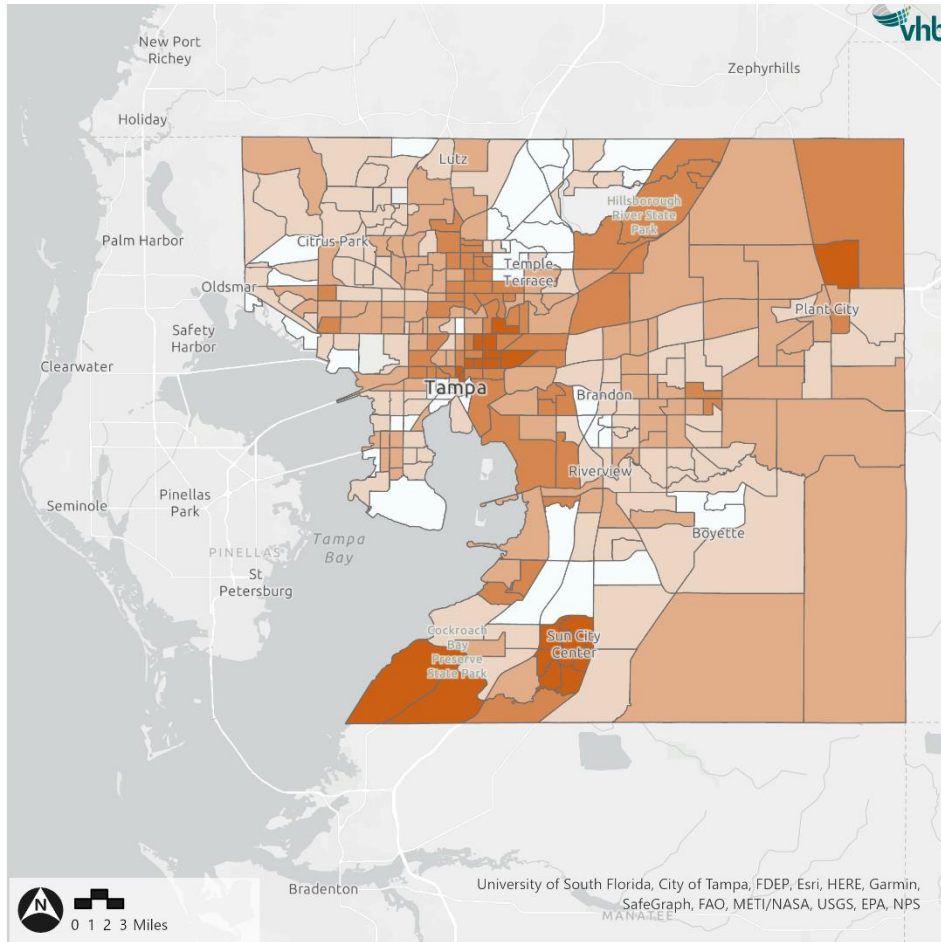 vhb
New Port
Richey
Zephyrhills
Holiday
Lutz
Hillsborough
River State
Park
Palm Harbor
Citrus Park
Temple
Terrace
Oldsmar
Plant City
Safety
Harbor
Clearwater
Tampa
Brandon
Riverview
Seminole
Pinellas
Park
Boyette
Tampa
Bay
PINELLAS
St
Petersburg
Sun City
Center
Cockroach
Bay
Preserve
State Park
Bradenton
University of South Florida, City of Tampa, FDEP, Esri, HERE, Garmin,
SafeGraph, FAO, METI/NASA, USGS, EPA, NPS
MANATEE
N
0 1 2 3 Miles